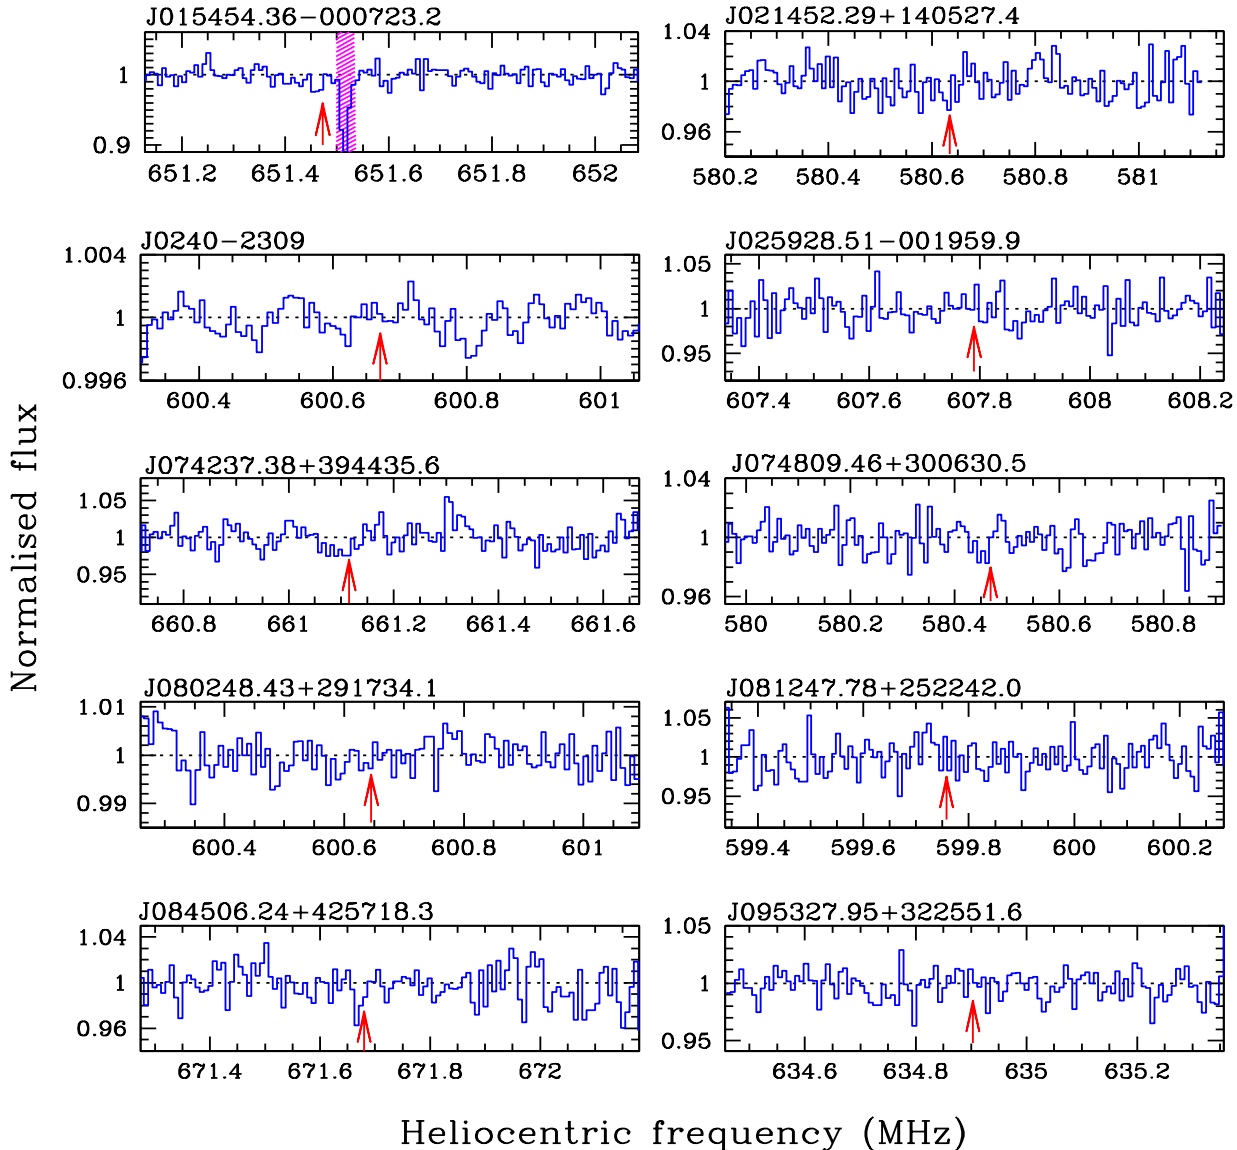 J015454.36−000723.2
1
0.9
651.2 651.4 651.6 651.8 652
J021452.29+140527.4
1.04
1
0.96
580.2 580.4 580.6 580.8 581
J0240−2309
1.004
1
0.996
600.4 600.6 600.8 601
J025928.51−001959.9
1.05
1
0.95
607.4 607.6 607.8 608 608.2
J074237.38+394435.6
1.05
1
0.95
660.8 661 661.2 661.4 661.6
J074809.46+300630.5
1.04
1
0.96
580 580.2 580.4 580.6 580.8
J080248.43+291734.1
1.01
1
0.99
600.4 600.6 600.8 601
J081247.78+252242.0
1.05
1
0.95
599.4 599.6 599.8 600 600.2
J084506.24+425718.3
1.04
1
0.96
671.4 671.6 671.8 672
J095327.95+322551.6
1.05
1
0.95
634.6 634.8 635 635.2
Normalised flux
Heliocentric frequency (MHz)